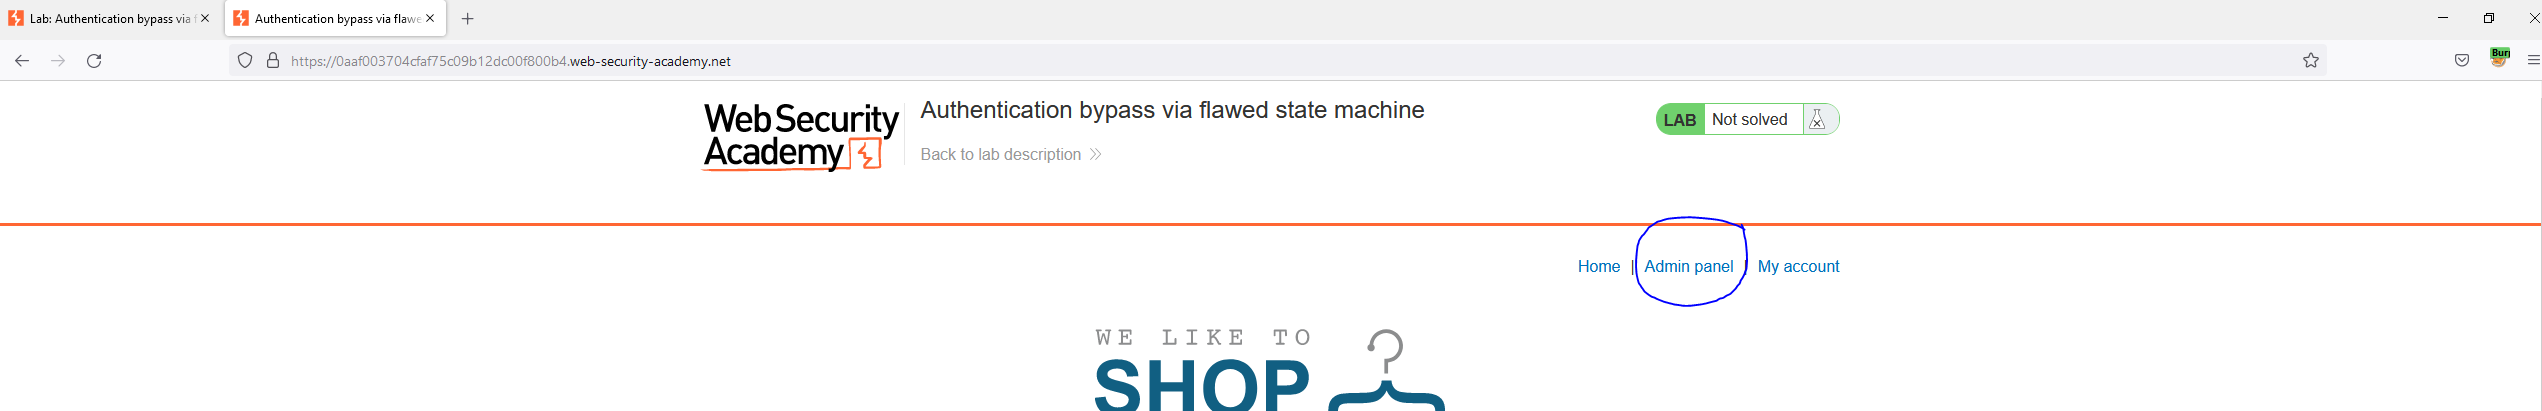 Lab: Authentication bypass via f
Authentication bypass via flawe
https://0aaf003704cfaf75c09b12dc00f800b4.web-security-academy.net
Burp
Web Security
Academy
Authentication bypass via flawed state machine
Back to lab description
LAB Not solved
Home | Admin panel | My account
WE LIKE TO
SHOP